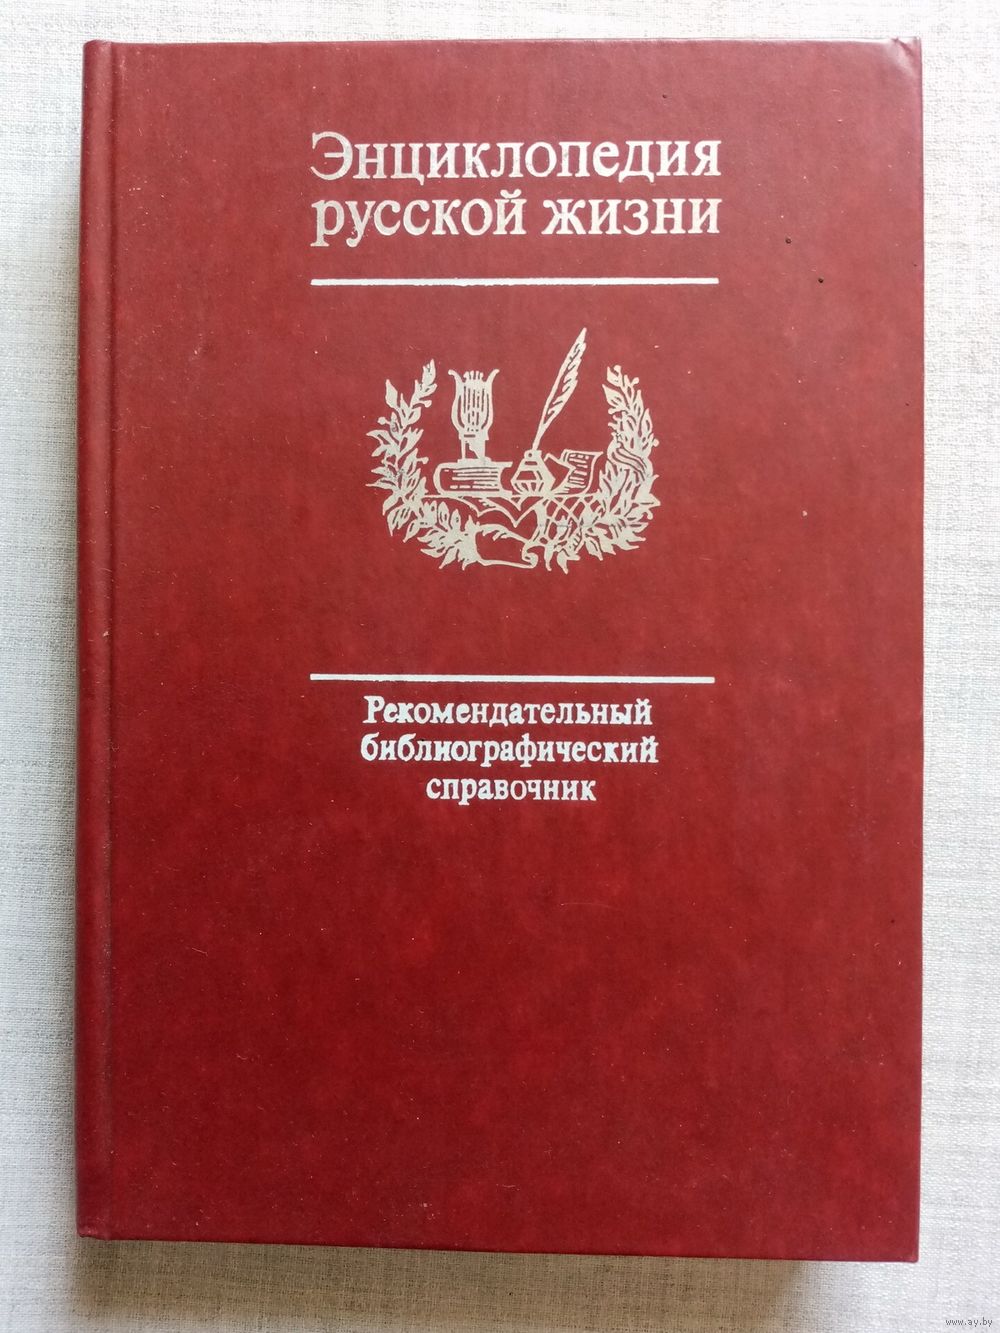 Энциклопедия
русской жизни
Рекомендательный
библиографический
справочник
www.ay.by